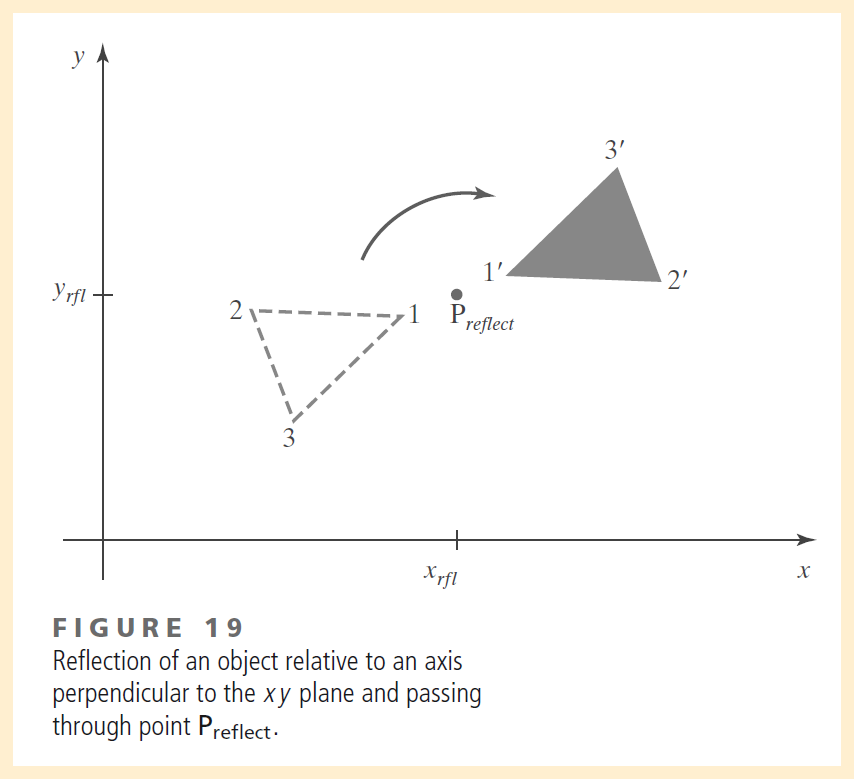 y
3′
1′
2′
y_rfl
2
1
P_reflect
3
x_rfl
x
FIGURE 19
Reflection of an object relative to an axis
perpendicular to the xy plane and passing
through point P_reflect.